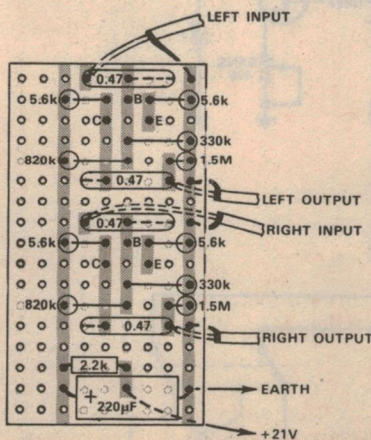 LEFT INPUT
0.47
5.6k B 5.6k
C E
330k
820k 1.5M
0.47
LEFT OUTPUT
0.47
RIGHT INPUT
5.6k B 5.6k
C E
330k
820k 1.5M
0.47
RIGHT OUTPUT
2.2k
EARTH
+
220µF
+21V